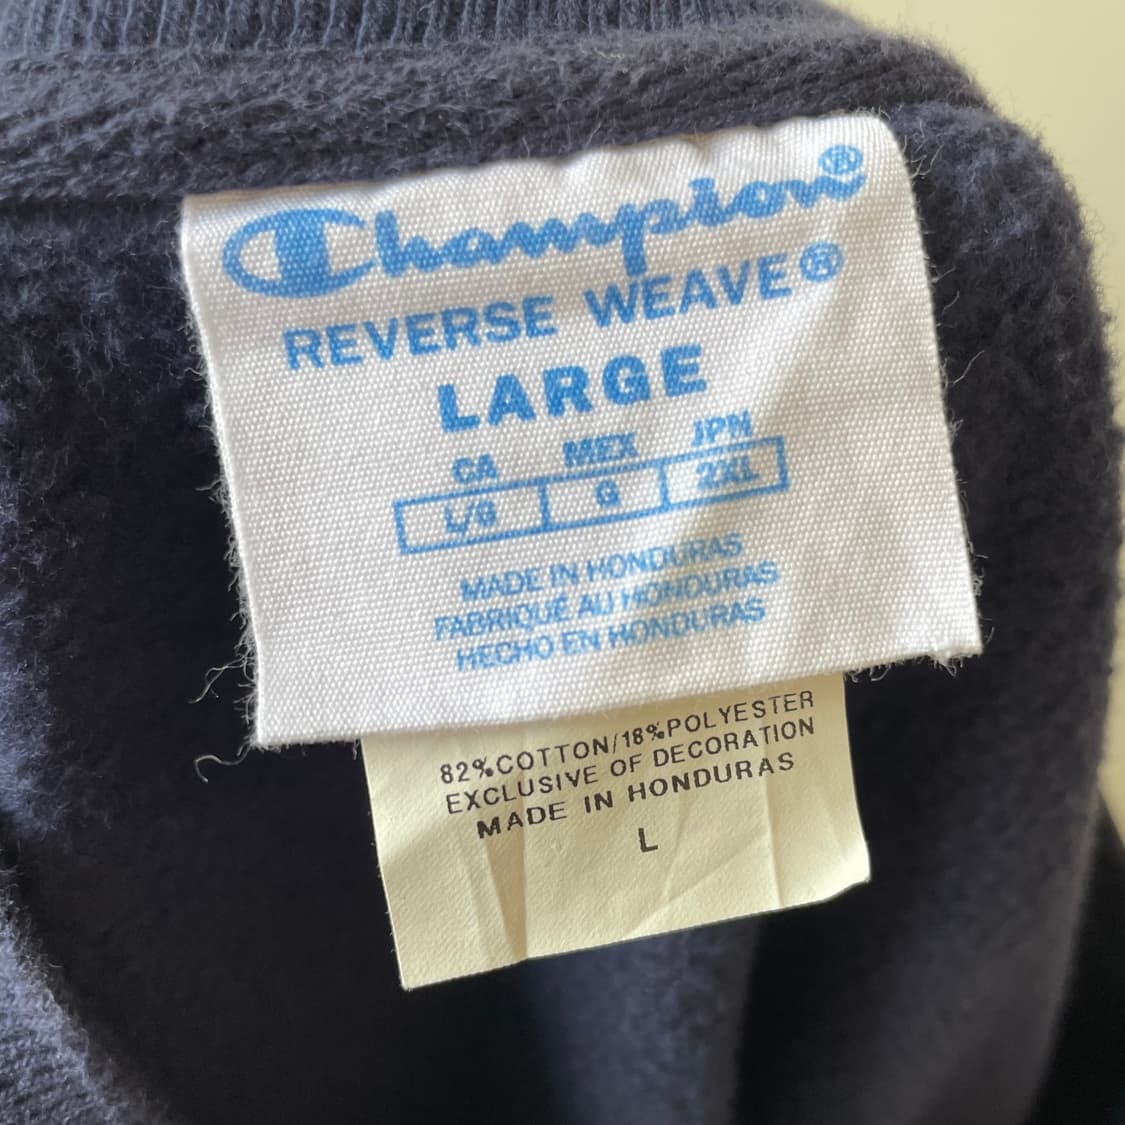 Champion®
REVERSE WEAVE®
LARGE
CA MEX JPN
L/G G 2XL
MADE IN HONDURAS
FABRIQUÉ AU HONDURAS
HECHO EN HONDURAS
82%COTTON/18%POLYESTER
EXCLUSIVE OF DECORATION
MADE IN HONDURAS
L